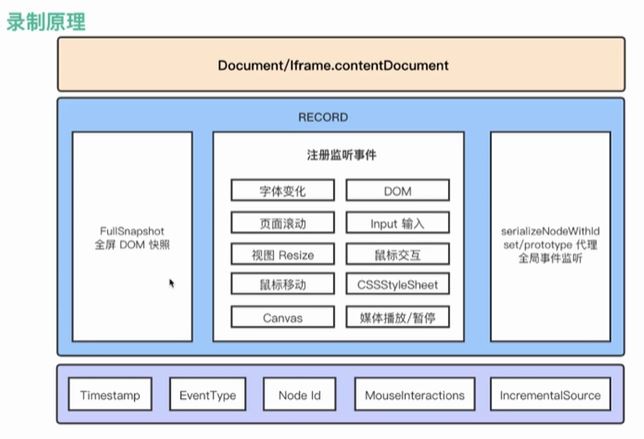 录制原理
Document/Iframe.contentDocument
RECORD
FullSnapshot
全屏 DOM 快照
注册监听事件
字体变化
DOM
页面滚动
Input 输入
视图 Resize
鼠标交互
鼠标移动
CSSStyleSheet
Canvas
媒体播放/暂停
serializeNodeWithId
set/prototype 代理
全局事件监听
Timestamp
EventType
Node Id
MouseInteractions
IncrementalSource